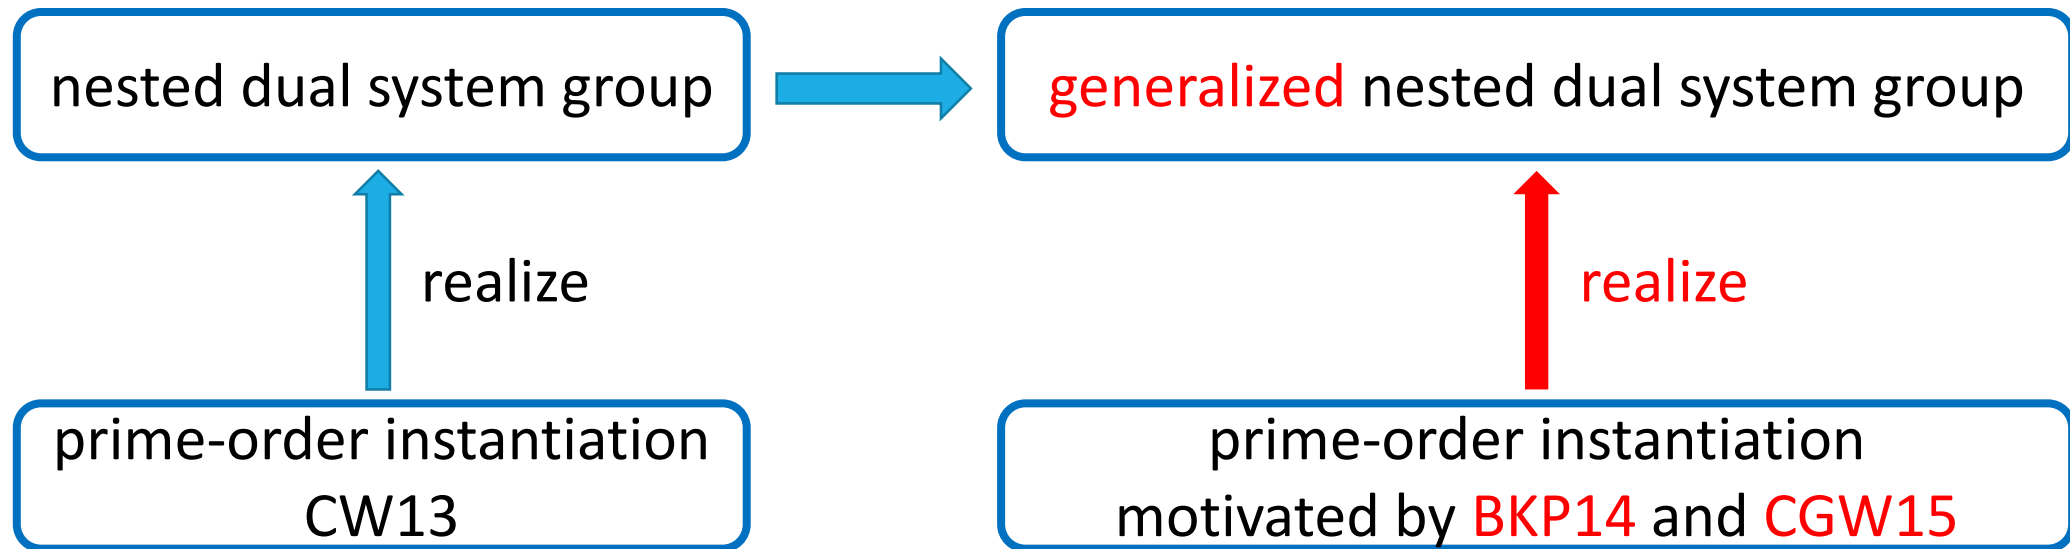 nested dual system group
generalized nested dual system group
realize
realize
prime-order instantiation
CW13
prime-order instantiation
motivated by BKP14 and CGW15